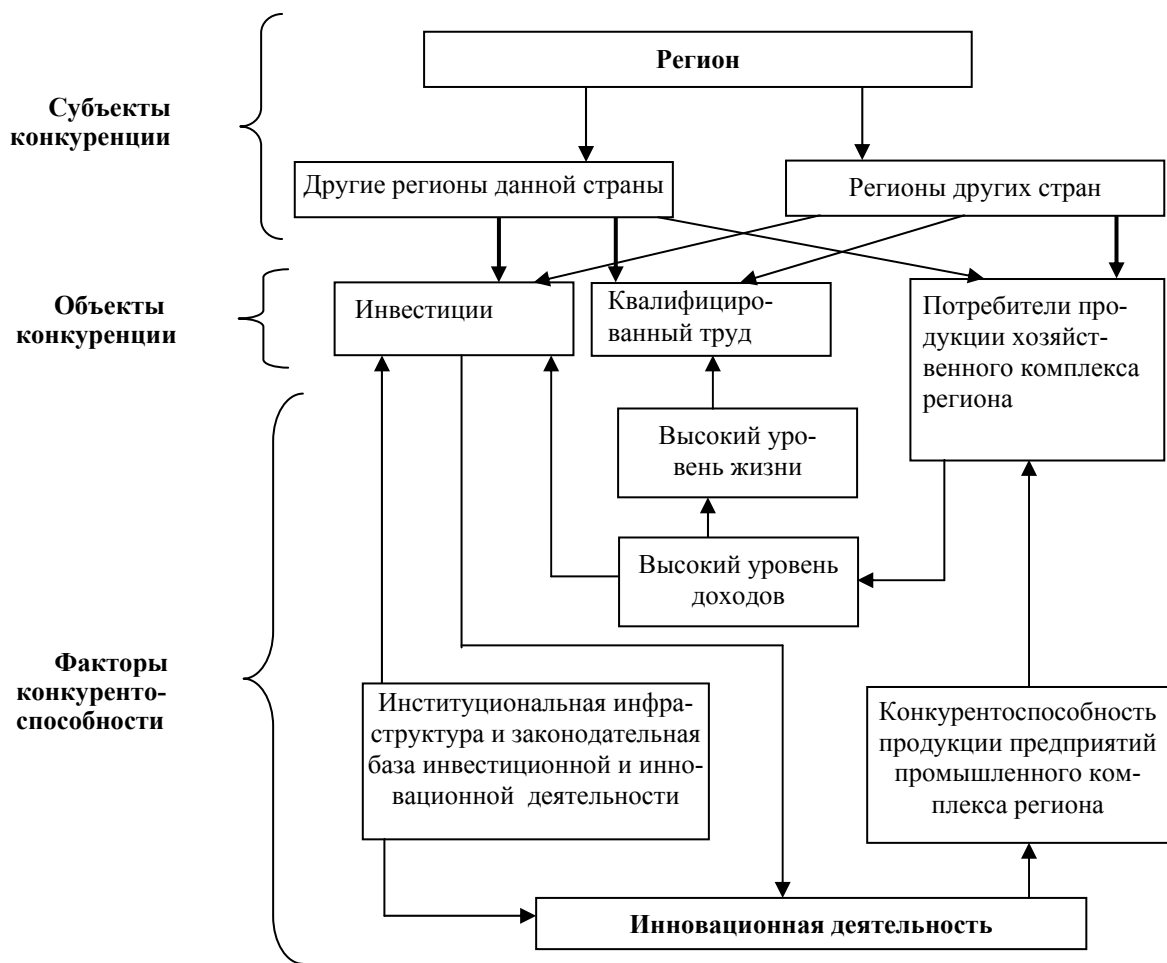 Регион
Субъекты
конкуренции
Другие регионы данной страны
Регионы других стран
Объекты
конкуренции
Инвестиции
Квалифициро-
ванный труд
Потребители про-
дукции хозяйст-
венного комплекса
региона
Высокий уро-
вень жизни
Высокий уровень
доходов
Факторы
конкуренто-
способности
Институциональная инфра-
структура и законодательная
база инвестиционной и инно-
вационной деятельности
Конкурентоспособность
продукции предприятий
промышленного ком-
плекса региона
Инновационная деятельность